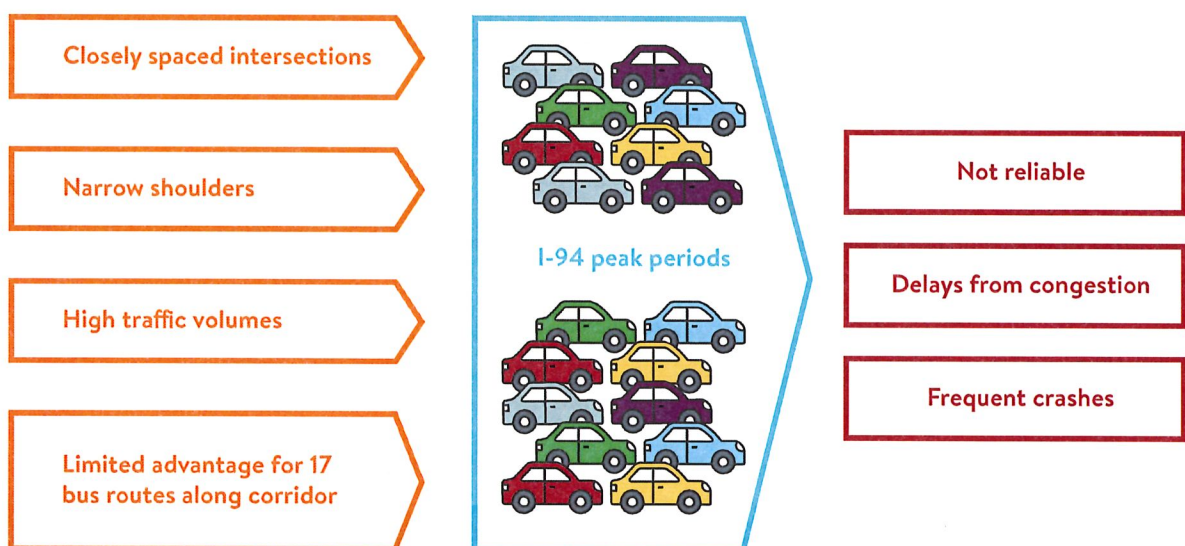 Closely spaced intersections
Narrow shoulders
High traffic volumes
Limited advantage for 17
bus routes along corridor
I-94 peak periods
Not reliable
Delays from congestion
Frequent crashes